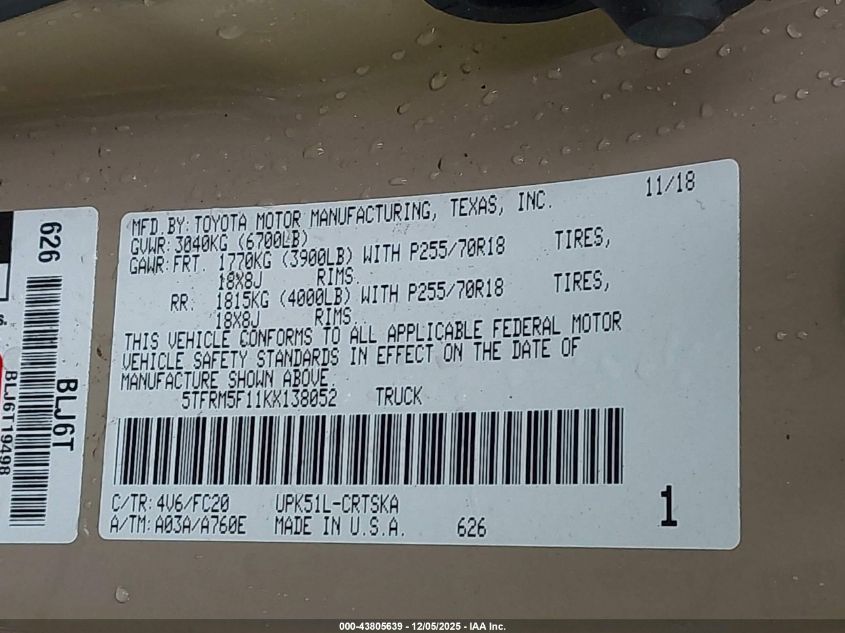 11/18
MFD.BY: TOYOTA MOTOR MANUFACTURING, TEXAS, INC.
GVWR: 3040KG (6700LB)
GAWR: FRT. 1770KG (3900LB) WITH P255/70R18 TIRES,
18X8J RIMS.
RR. 1815KG (4000LB) WITH P255/70R18 TIRES,
18X8J RIMS.
THIS VEHICLE CONFORMS TO ALL APPLICABLE FEDERAL MOTOR
VEHICLE SAFETY STANDARDS IN EFFECT ON THE DATE OF
MANUFACTURE SHOWN ABOVE.
5TFRM5F11KX138052 TRUCK
C/TR: 4V6/FC20 UPK51L-CRTSKA
A/TM: A03A/A760E MADE IN U.S.A. 626
1
626
BLJ6T
BLJ6T19498
000-43805639 - 12/05/2025 - IAA Inc.